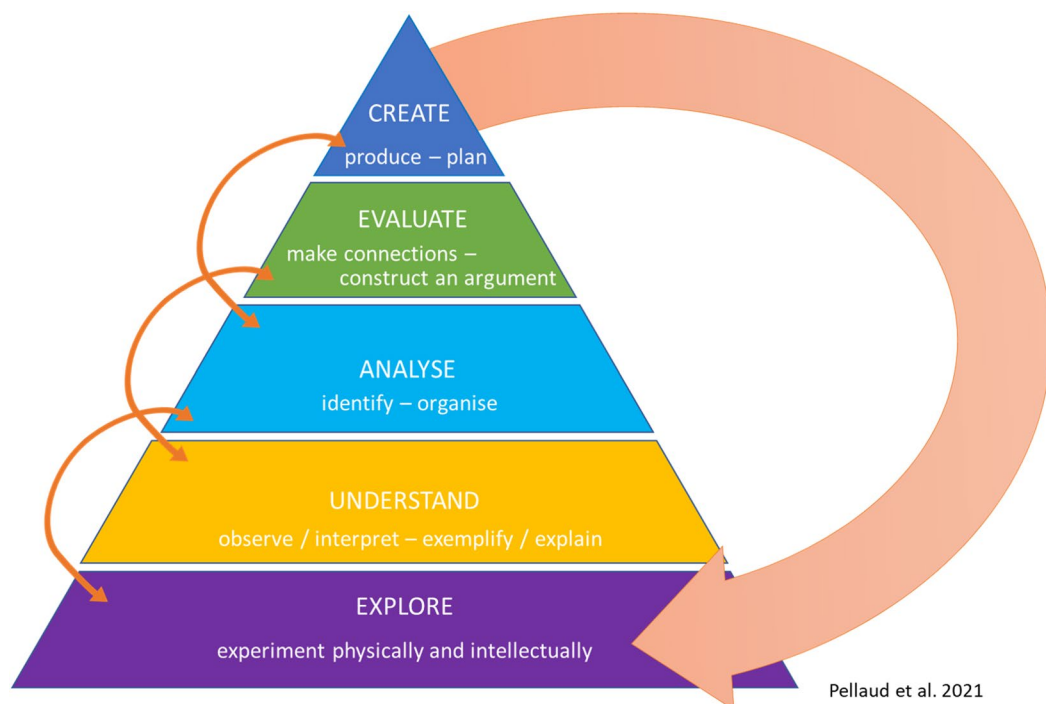 CREATE
produce – plan
EVALUATE
make connections –
construct an argument
ANALYSE
identify – organise
UNDERSTAND
observe / interpret – exemplify / explain
EXPLORE
experiment physically and intellectually
Pellaud et al. 2021